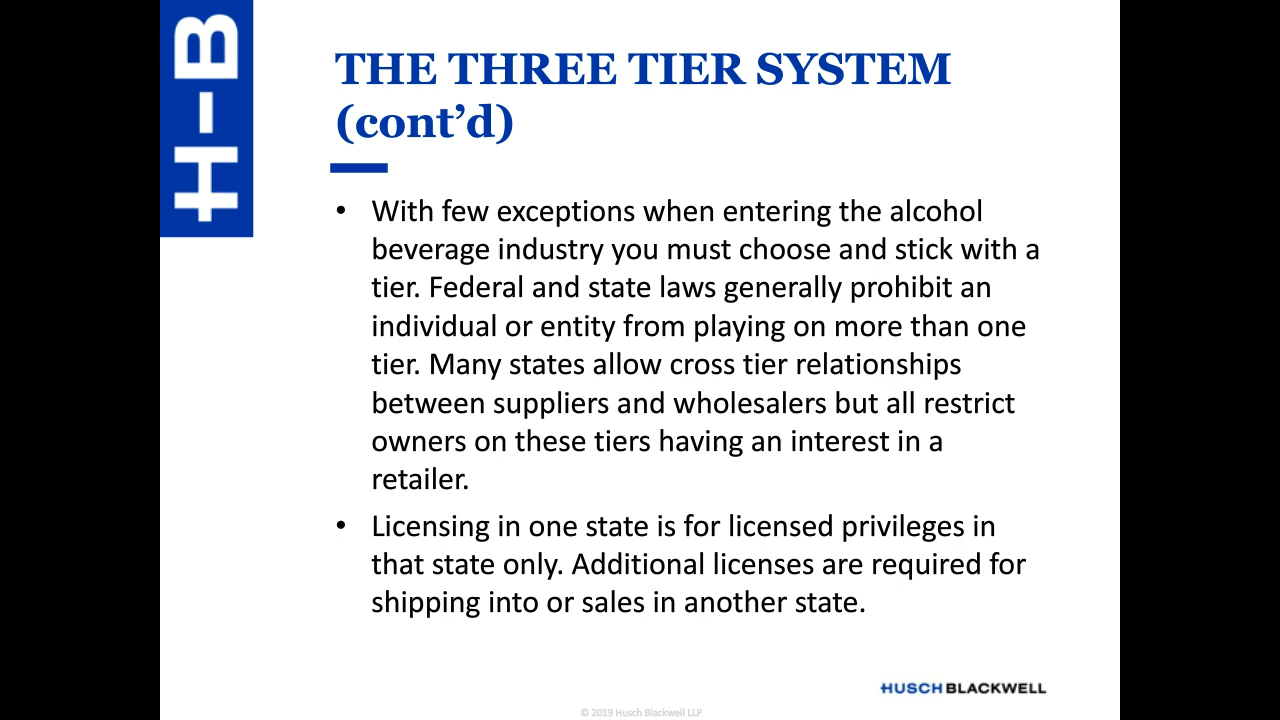 H-B
THE THREE TIER SYSTEM
(cont’d)
• With few exceptions when entering the alcohol
beverage industry you must choose and stick with a
tier. Federal and state laws generally prohibit an
individual or entity from playing on more than one
tier. Many states allow cross tier relationships
between suppliers and wholesalers but all restrict
owners on these tiers having an interest in a
retailer.
• Licensing in one state is for licensed privileges in
that state only. Additional licenses are required for
shipping into or sales in another state.
HUSCH BLACKWELL
© 2019 Husch Blackwell LLP